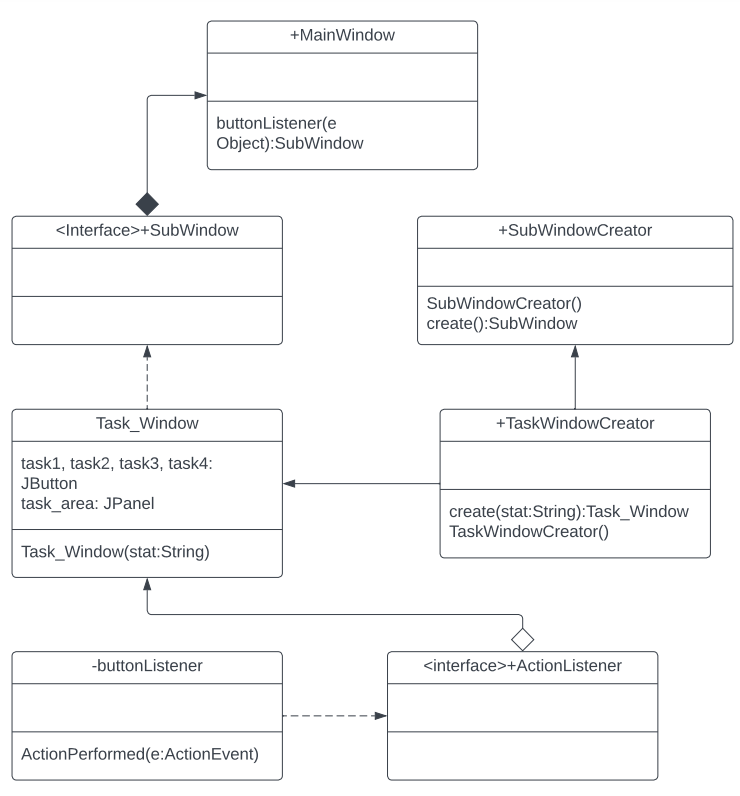 +MainWindow
buttonListener(e
Object):SubWindow
<Interface>+SubWindow
+SubWindowCreator
SubWindowCreator()
create():SubWindow
Task_Window
task1, task2, task3, task4:
JButton
task_area: JPanel
Task_Window(stat:String)
+TaskWindowCreator
create(stat:String):Task_Window
TaskWindowCreator()
-buttonListener
ActionPerformed(e:ActionEvent)
<interface>+ActionListener